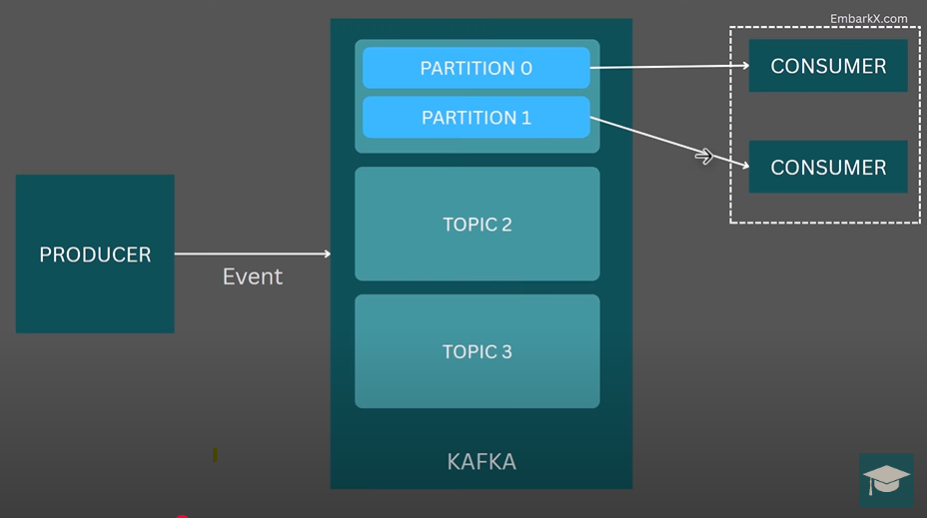 EmbarkX.com
PARTITION 0
CONSUMER
PARTITION 1
CONSUMER
TOPIC 2
PRODUCER
Event
TOPIC 3
KAFKA